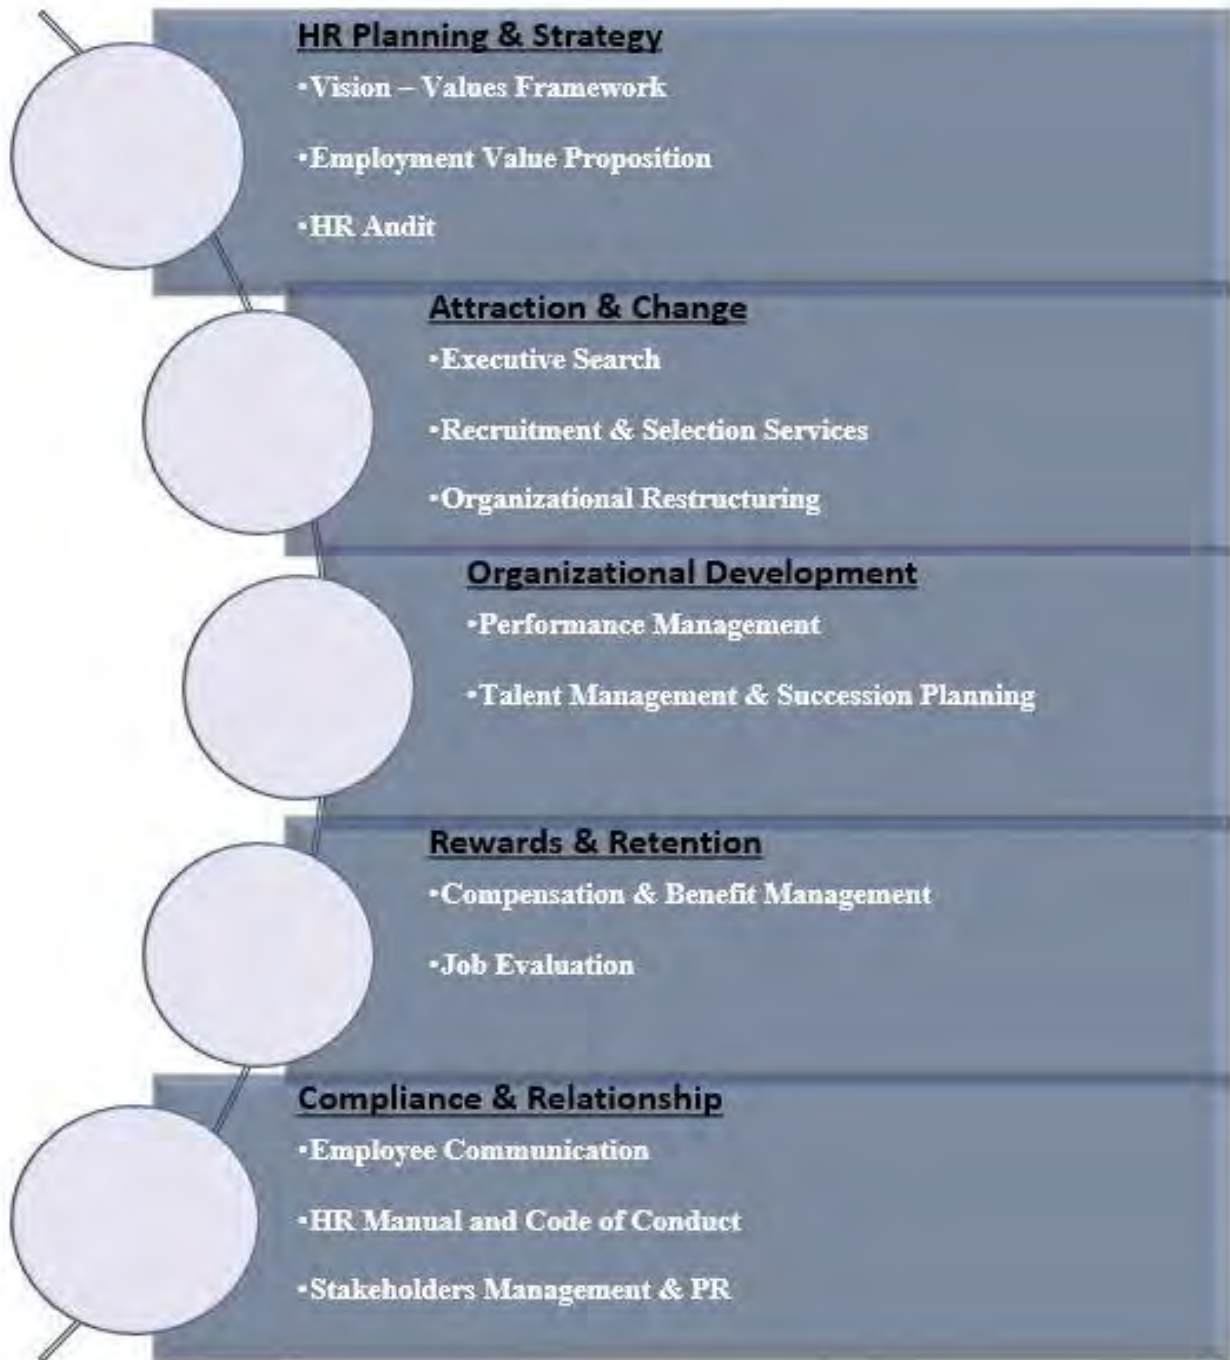 HR Planning & Strategy
•Vision – Values Framework
•Employment Value Proposition
•HR Andit
Attraction & Change
•Executive Search
•Recruitment & Selection Services
•Organizational Restructuring
Organizational Development
•Performance Management
•Talent Management & Succession Planning
Rewards & Retention
•Compensation & Benefit Management
•Job Evaluation
Compliance & Relationship
•Employee Communication
•HR Manual and Code of Conduct
•Stakeholders Management & PR